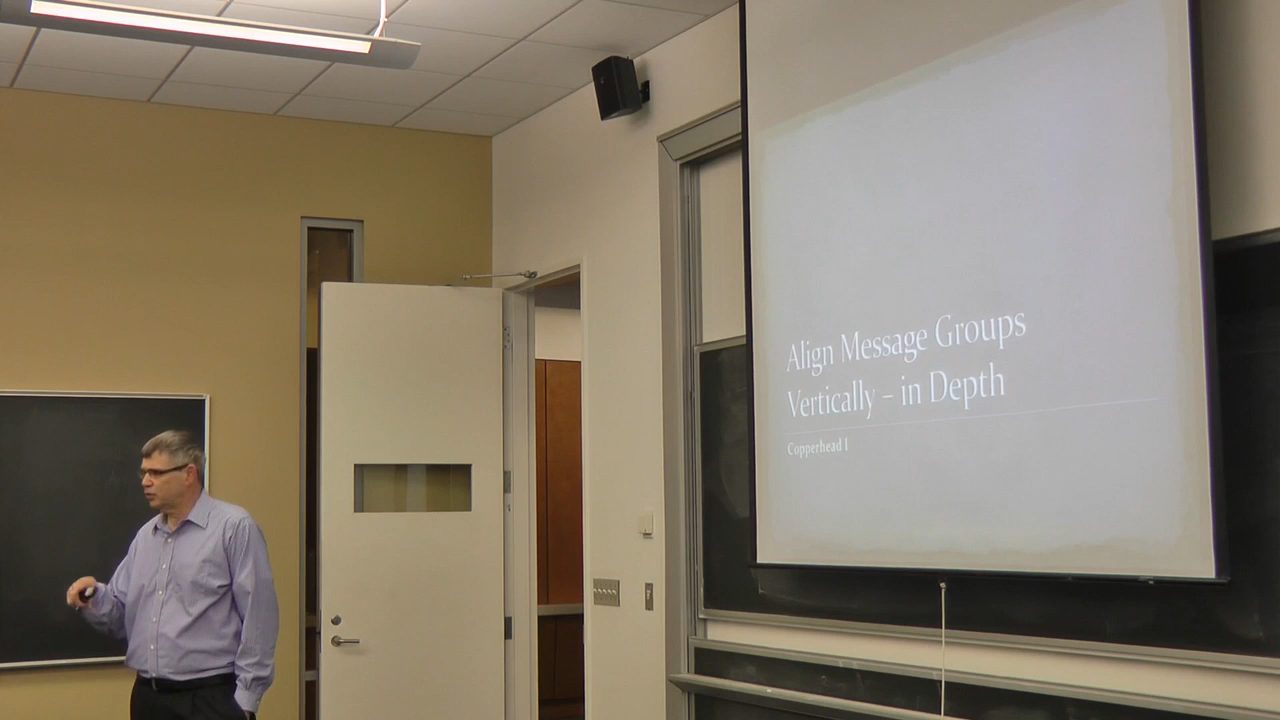 Align Message Groups
Vertically – in Depth
Copperhead I